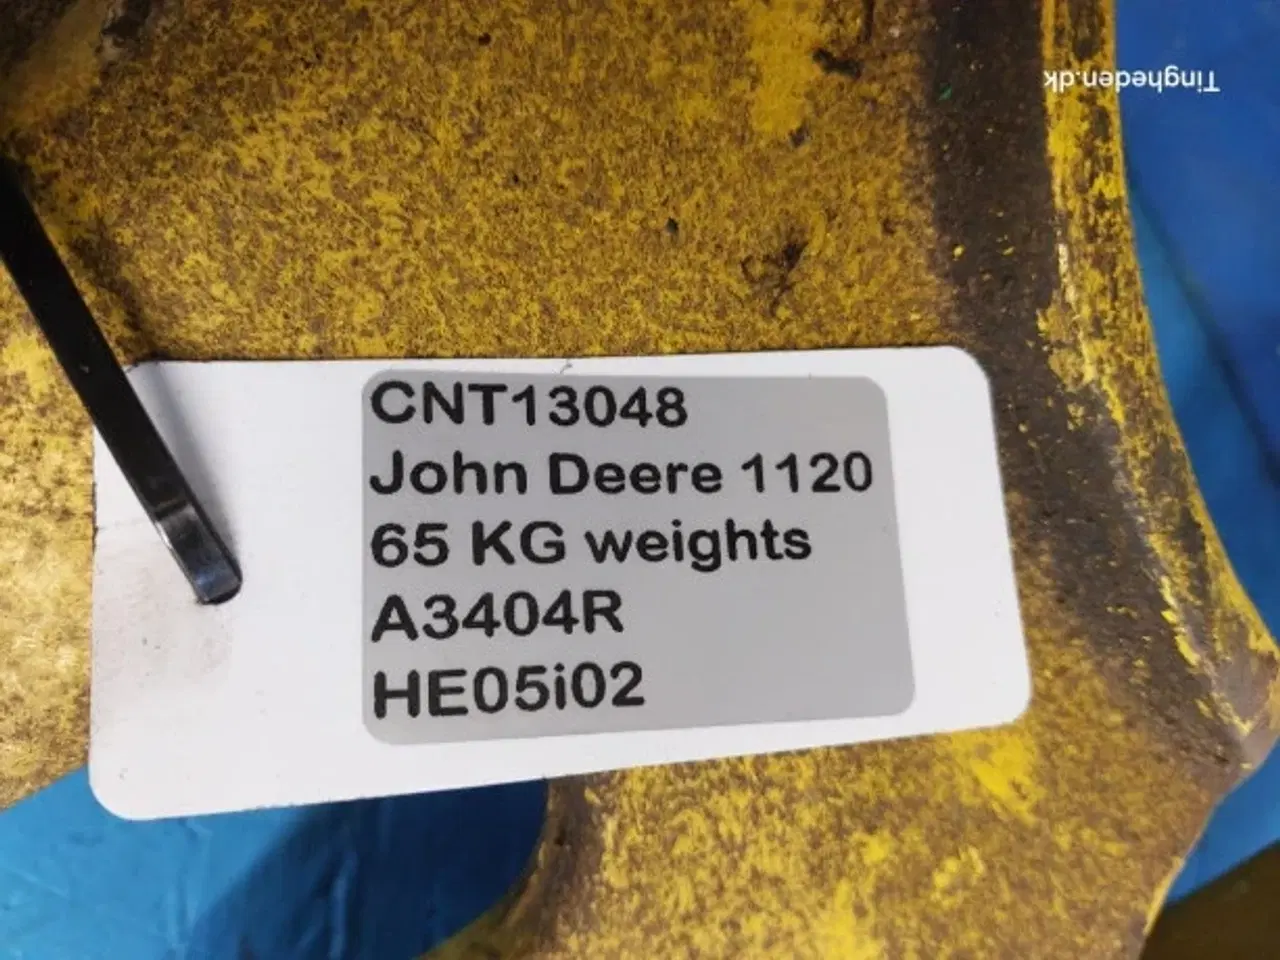 Tingheden.dk
CNT13048
John Deere 1120
65 KG weights
A3404R
HE05i02